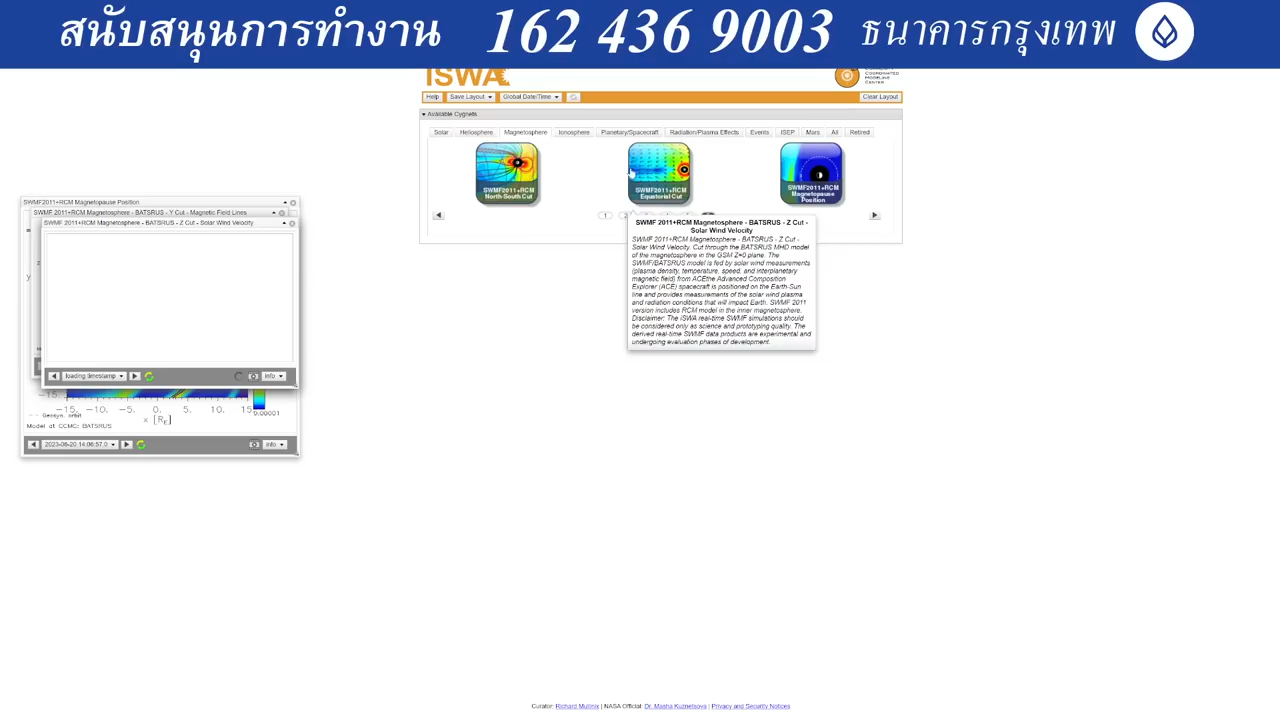 สนับสนุนการทำงาน 162 436 9003 ธนาคารกรุงเทพ
ISWA
COORDINATED
MODELING
CENTER
Help Save Layout Global Date/Time Clear Layout
Available Cygnets
Solar Heliosphere Magnetosphere Ionosphere Planetary/Spacecraft Radiation/Plasma Effects Events ISEP Mars All Retired
SWMF2011+RCM
North-South Cut
SWMF2011+RCM
Equatorial Cut
SWMF2011+RCM
Magnetopause
Position
1 2
SWMF 2011+RCM Magnetosphere - BATSRUS - Z Cut -
Solar Wind Velocity
SWMF 2011+RCM Magnetosphere - BATSRUS - Z Cut -
Solar Wind Velocity. Cut through the BATSRUS MHD model
of the magnetosphere in the GSM Z=0 plane. The
SWMF/BATSRUS model is fed by solar wind measurements
(plasma density, temperature, speed, and interplanetary
magnetic field) from ACEthe Advanced Composition
Explorer (ACE) spacecraft is positioned on the Earth-Sun
line and provides measurements of the solar wind plasma
and radiation conditions that will impact Earth. SWMF 2011
version includes RCM model in the inner magnetosphere.
Disclaimer: The iSWA real-time SWMF simulations should
be considered only as science and prototyping quality. The
derived real-time SWMF data products are experimental and
undergoing evaluation phases of development.
SWMF2011+RCM Magnetopause Position
SWMF 2011+RCM Magnetosphere - BATSRUS - Y Cut - Magnetic Field Lines
SWMF 2011+RCM Magnetosphere - BATSRUS - Z Cut - Solar Wind Velocity
loading timestamp info
-15.
-15. -10. -5. 0. 5. 10. 15
0.00001
x [RE]
-- Geosyn. orbit
Model at CCMC: BATSRUS
2023-06-20.14:06:57.0 info
Curator: Richard Mullinix | NASA Official: Dr. Masha Kuznetsova | Privacy and Security Notices